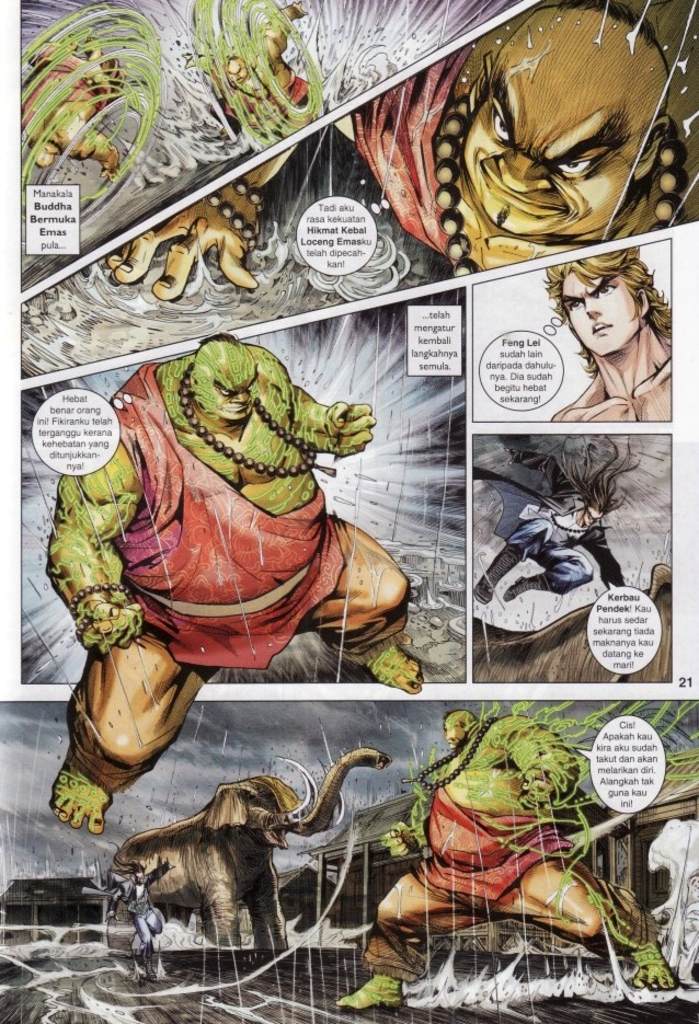 Manakala
Buddha
Bermuka
Emas
pula...
Tadi aku
rasa kekuatan
Hikmat Kebal
Loceng Emasku
telah dipecah-
kan!
...telah
mengatur
kembali
langkahnya
semula.
Feng Lei
sudah lain
daripada dahulu-
nya. Dia sudah
begitu hebat
sekarang!
Hebat
benar orang
ini! Fikiranku
terganggu kerana
kehebatan yang
ditunjukkan-
nya!
Kerbau
Pendek! Kau
harus sedar
sekarang tiada
maknanya kau
datang ke
mari!
21
Cis!
Apakah kau
kira aku sudah
takut dan akan
melarikan diri.
Alangkah tak
guna kau
ini!